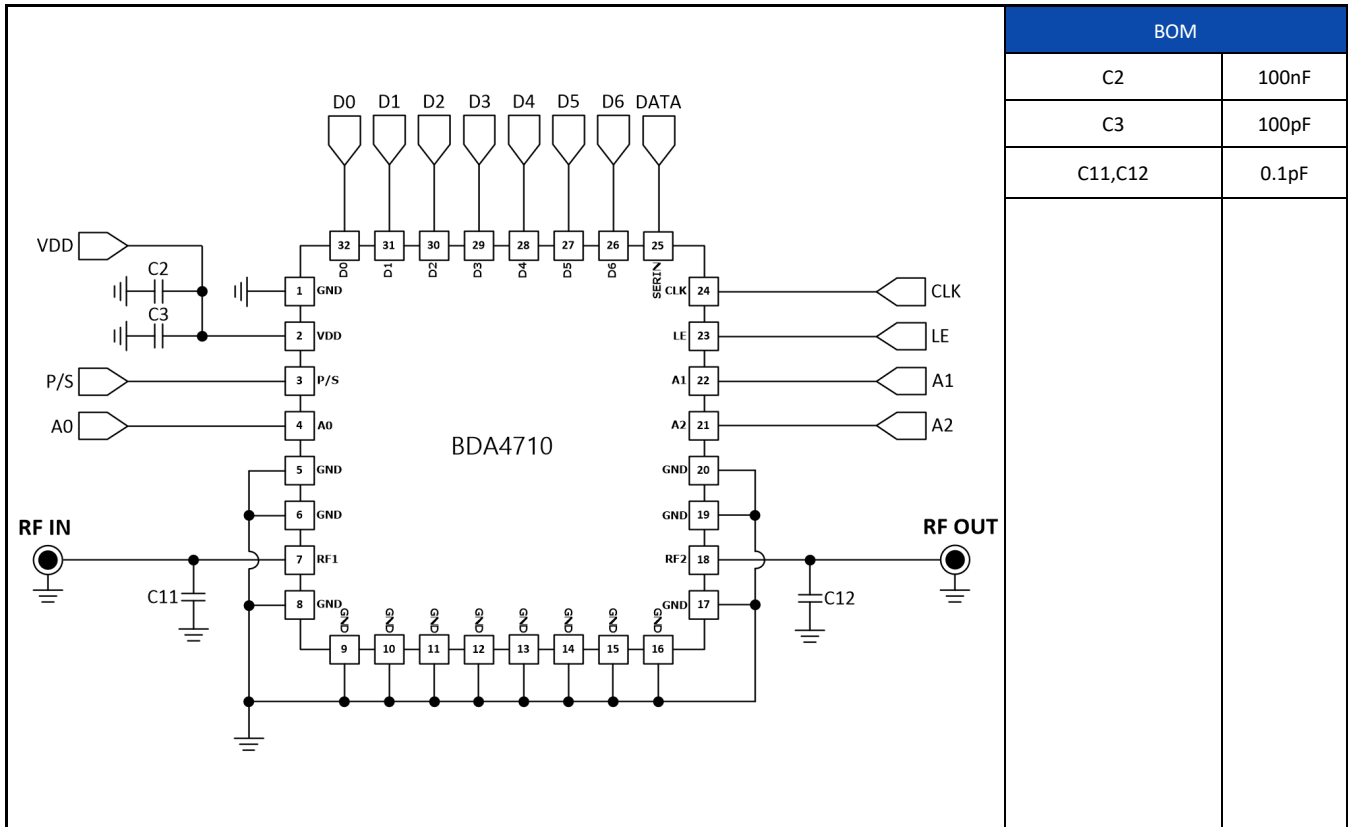 BOM
C2 100nF
C3 100pF
C11,C12 0.1pF
D0 D1 D2 D3 D4 D5 D6 DATA
32 31 30 29 28 27 26 25
D0 D1 D2 D3 D4 D5 D6 SERIN
VDD
C2
1 GND
C3
2 VDD
P/S 3 P/S
A0 4 A0
5 GND
6 GND
RF IN
7 RF1
C11
8 GND
BDA4710
CLK 24 CLK
LE 23 LE
A1 22 A1
A2 21 A2
GND 20
GND 19
RF OUT
RF2 18
GND 17
C12
GND GND GND GND GND GND GND GND
9 10 11 12 13 14 15 16